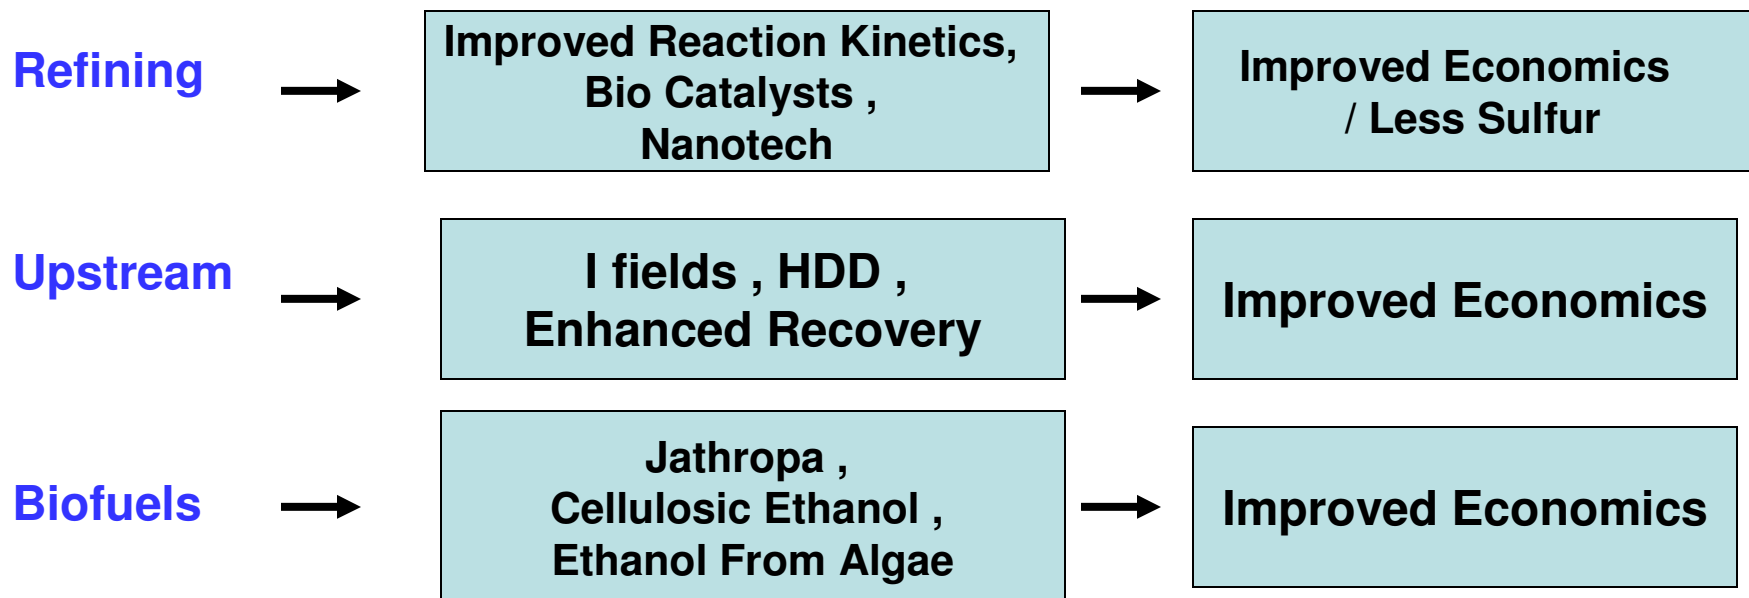 Refining
Improved Reaction Kinetics,
Bio Catalysts ,
Nanotech
Improved Economics
/ Less Sulfur
Upstream
I fields , HDD ,
Enhanced Recovery
Improved Economics
Biofuels
Jathropa ,
Cellulosic Ethanol ,
Ethanol From Algae
Improved Economics